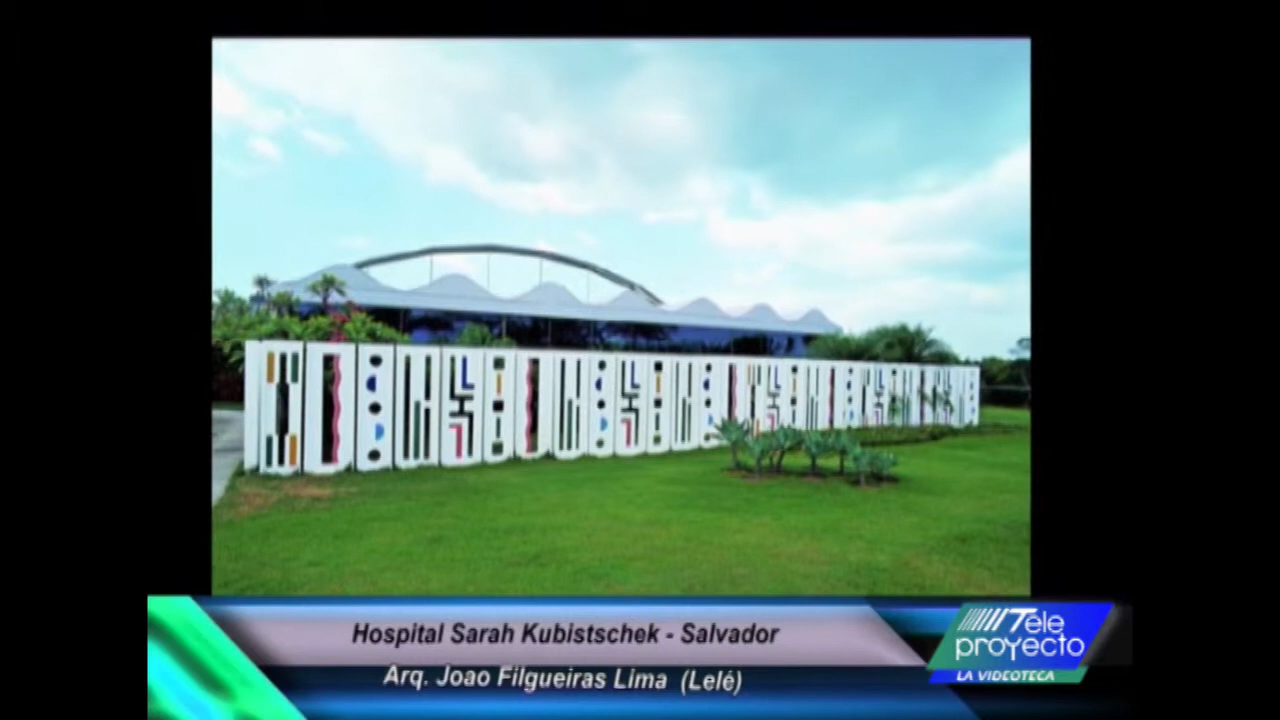 Hospital Sarah Kubistschek - Salvador
Arq. Joao Filgueiras Lima (Lelé)
Tele
proyecto
LA VIDEOTECA